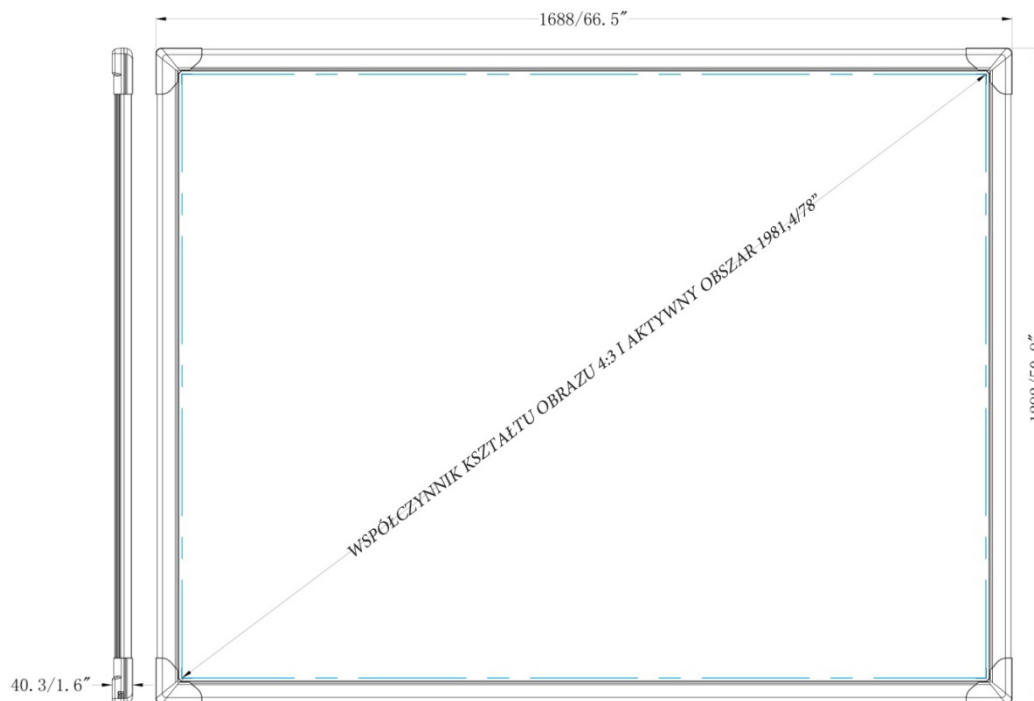 1688/66.5″
WSPÓŁCZYNNIK KSZTAŁTU OBRAZU 4:3 I AKTYWNY OBSZAR 1981,4/78"
40.3/1.6″